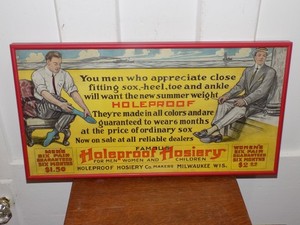 You men who appreciate close
fitting sox,-heel, toe and ankle
will want the new summer weight
HOLEPROOF
They're made in all colors and are
guaranteed to wear 6 months
at the price of ordinary sox
Now on sale at all reliable dealers
FAMOUS
Holeproof Hosiery
FOR MEN WOMEN AND CHILDREN
HOLEPROOF HOSIERY CO. MAKERS MILWAUKEE, WIS.
MEN'S
SIX PAIR
GUARANTEED
SIX MONTHS
$1.50
WOMEN'S
SIX PAIR
GUARANTEED
SIX MONTHS
$2.00